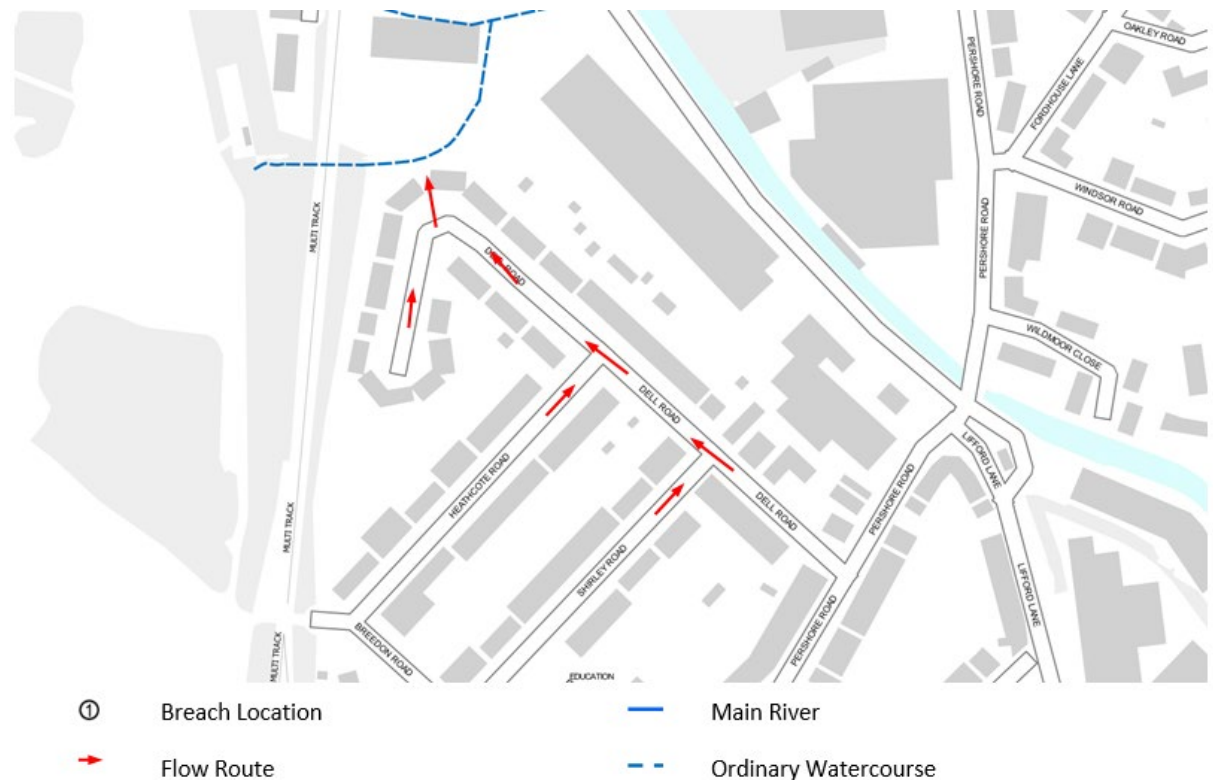 OAKLEY ROAD
PERSHORE ROAD
FORDHOUSE LANE
WINDSOR ROAD
MULTI TRACK
PERSHORE ROAD
DELL ROAD
WILDMOOR CLOSE
DELL ROAD
LIFFORD LANE
HEATHCOTE ROAD
DELL ROAD
PERSHORE ROAD
MULTI TRACK
SHIRLEY ROAD
LIFFORD LANE
BREEDON ROAD
PERSHORE ROAD
MULTI TRACK
EDUCATION
1 Breach Location
Main River
Flow Route
Ordinary Watercourse